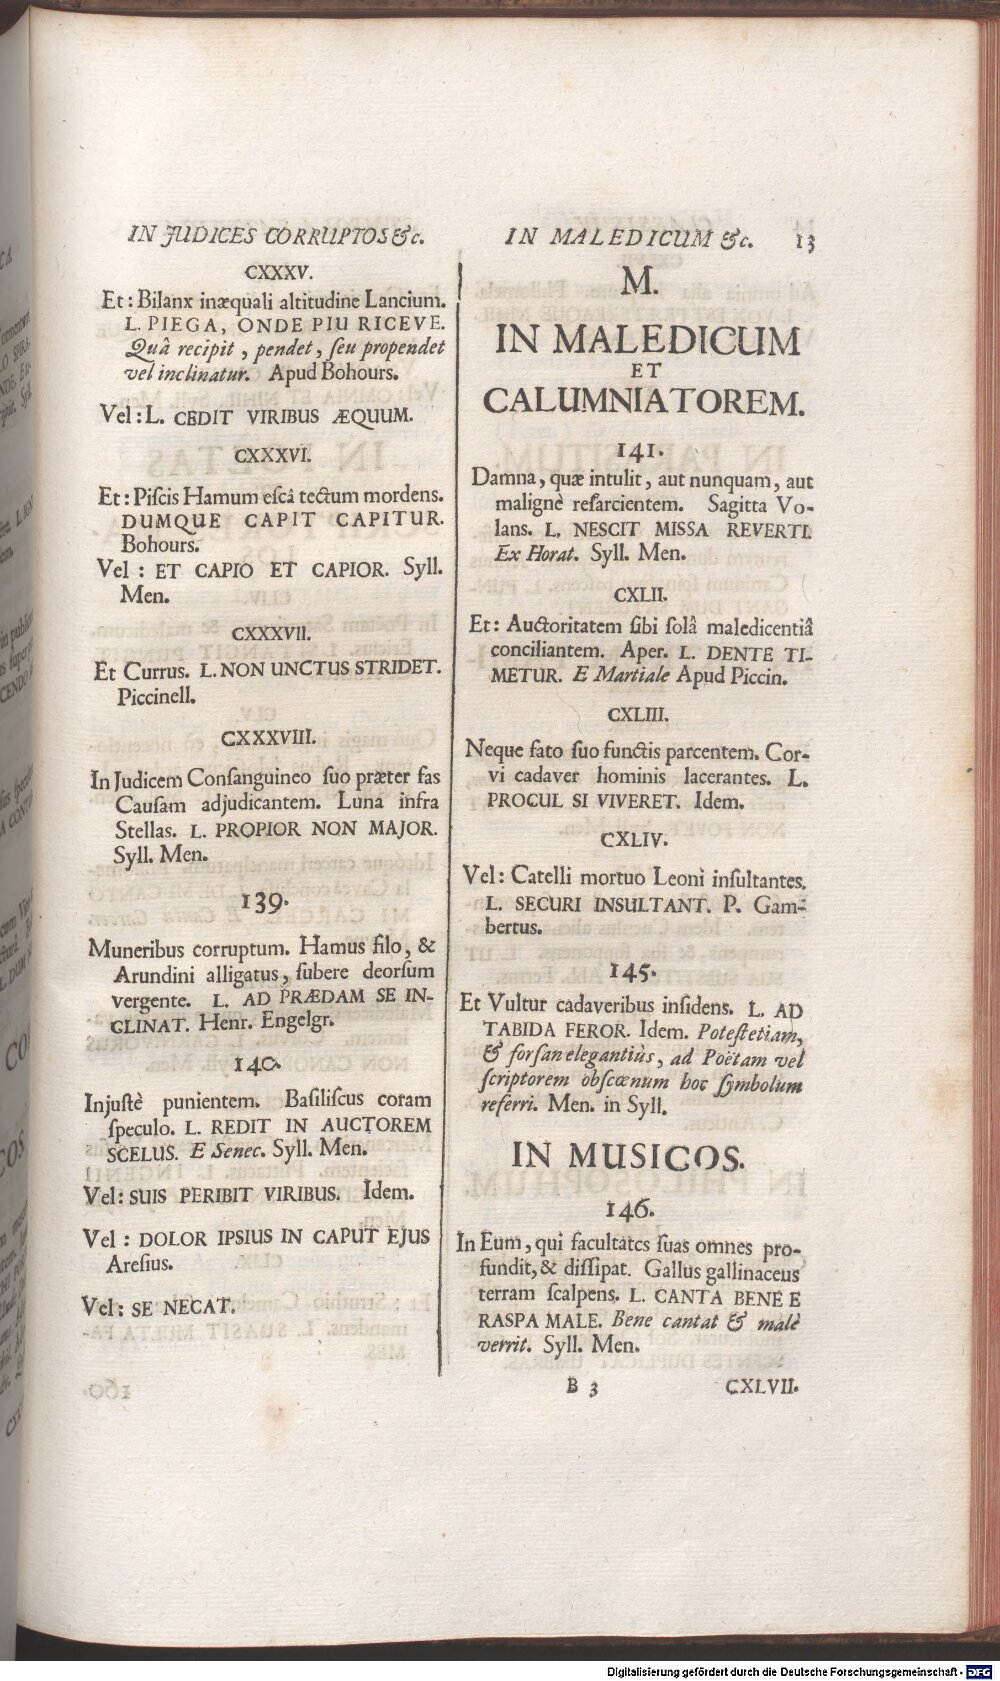 IN JUDICES CORRUPTOS &c.
CXXXV.
Et: Bilanx inæquali altitudine Lancium.
L. PIEGA, ONDE PIU RICEVE.
Quâ recipit, pendet, ſeu propendet
vel inclinatur. Apud Bohours.
Vel: L. CEDIT VIRIBUS ÆQUUM.
CXXXVI.
Et: Piſcis Hamum eſcâ tectum mordens.
DUMQUE CAPIT CAPITUR.
Bohours.
Vel: ET CAPIO ET CAPIOR. Syll.
Men.
CXXXVII.
Et Currus. L. NON UNCTUS STRIDET.
Piccinell.
CXXXVIII.
In Judicem Conſanguineo ſuo præter fas
Cauſam adjudicantem. Luna infra
Stellas. L. PROPIOR NON MAJOR.
Syll. Men.
139.
Muneribus corruptum. Hamus filo, &
Arundini alligatus, ſubere deorſum
vergente. L. AD PRÆDAM SE IN-
CLINAT. Henr. Engelgr.
140.
Injuſtè punientem. Baſiliſcus coram
ſpeculo. L. REDIT IN AUCTOREM
SCELUS. E Senec. Syll. Men.
Vel: SUIS PERIBIT VIRIBUS. Idem.
Vel: DOLOR IPSIUS IN CAPUT EJUS
Areſius.
Vel: SE NECAT.
IN MALEDICUM &c. 13
M.
IN MALEDICUM
ET
CALUMNIATOREM.
141.
Damna, quæ intulit, aut nunquam, aut
malignè reſarcientem. Sagitta Vo-
lans. L. NESCIT MISSA REVERTI.
Ex Horat. Syll. Men.
CXLII.
Et: Auctoritatem ſibi ſolâ maledicentiâ
conciliantem. Aper. L. DENTE TI-
METUR. E Martiale Apud Piccin.
CXLIII.
Neque fato ſuo functis parcentem. Cor-
vi cadaver hominis lacerantes. L.
PROCUL SI VIVERET. Idem.
CXLIV.
Vel: Catelli mortuo Leoni inſultantes.
L. SECURI INSULTANT. P. Gam-
bertus.
145.
Et Vultur cadaveribus inſidens. L. AD
TABIDA FEROR. Idem. Poteſt etiam,
& forſan elegantiùs, ad Poëtam vel
ſcriptorem obſcœnum hoc ſymbolum
referri. Men. in Syll.
IN MUSICOS.
146.
In Eum, qui facultates ſuas omnes pro-
fundit, & diſſipat. Gallus gallinaceus
terram ſcalpens. L. CANTA BENE E
RASPA MALE. Bene cantat & malè
verrit. Syll. Men.
B 3 CXLVII.
Digitalisierung gefördert durch die Deutsche Forschungsgemeinschaft - DFG